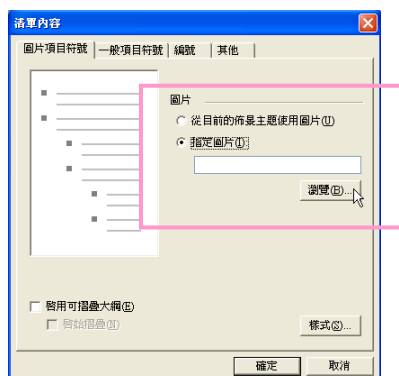 清單內容
圖片項目符號 一般項目符號 編號 其他
圖片
從目前的佈景主題使用圖片(U)
指定圖片(I):
瀏覽(B)...
啓用可摺疊大綱(E)
啓始摺疊(N)
樣式(S)...
確定 取消